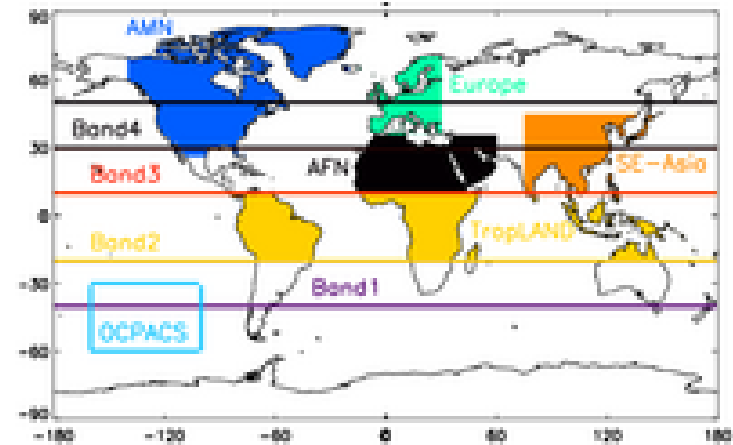 90
AMN
60
Europe
Band4
30
AFN
SE-Asia
Band3
0
Band2
TropLAND
-30
Band1
OCPACS
-60
-90
-180 -120 -60 0 60 120 180